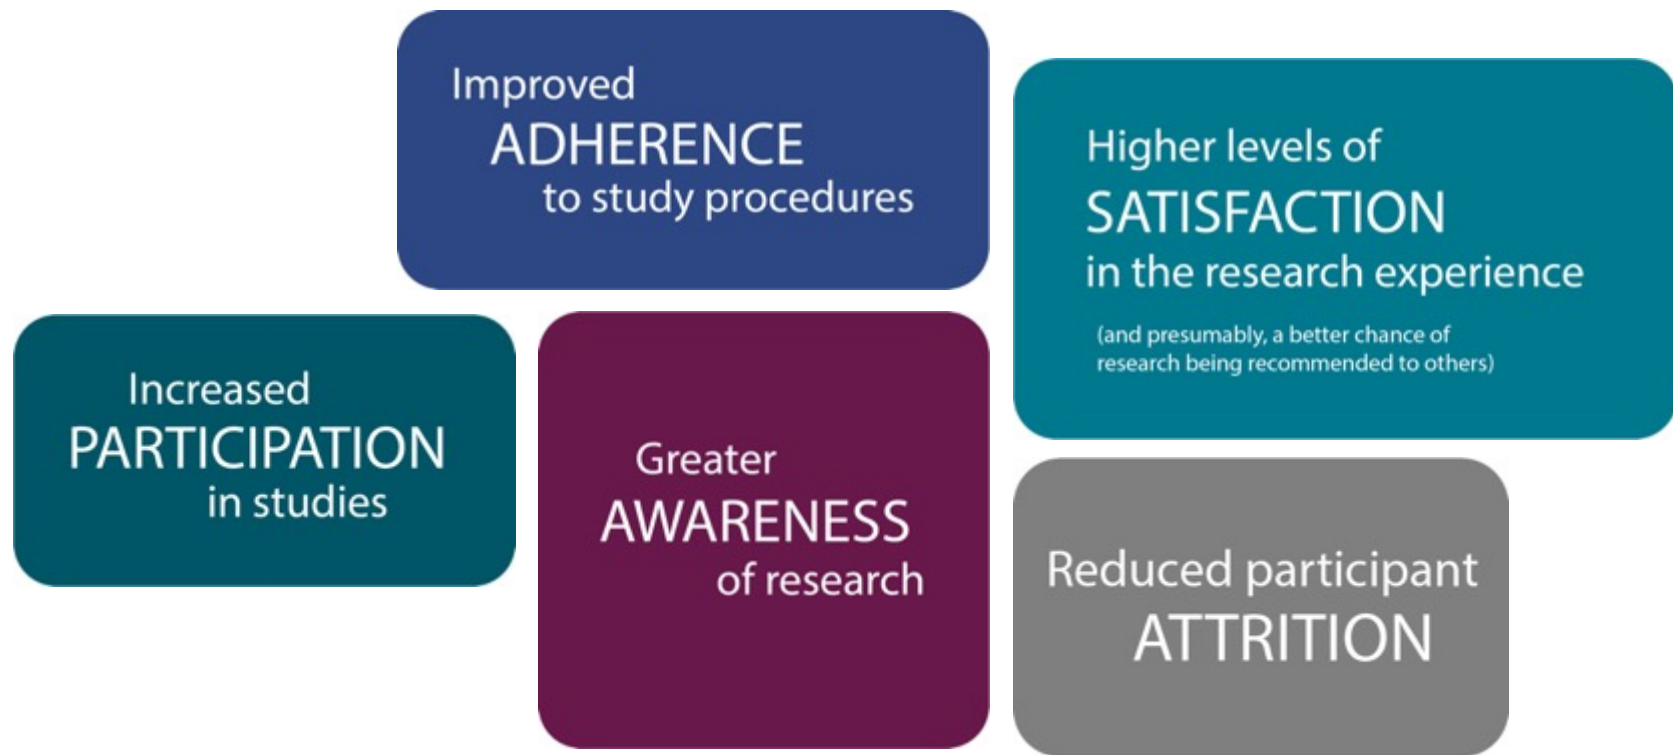 Improved
ADHERENCE
to study procedures
Higher levels of
SATISFACTION
in the research experience
(and presumably, a better chance of
research being recommended to others)
Increased
PARTICIPATION
in studies
Greater
AWARENESS
of research
Reduced participant
ATTRITION